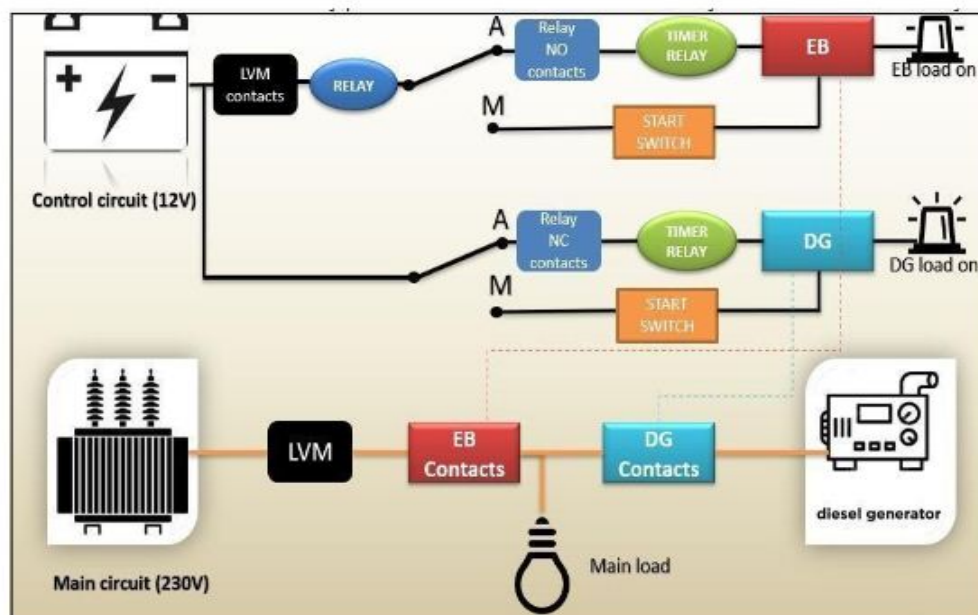 A
Relay
NO
contacts
TIMER
RELAY
EB
EB load on
LVM
contacts
RELAY
M
START
SWITCH
Control circuit (12V)
A
Relay
NC
contacts
TIMER
RELAY
DG
DG load on
M
START
SWITCH
LVM
EB
Contacts
DG
Contacts
diesel generator
Main load
Main circuit (230V)